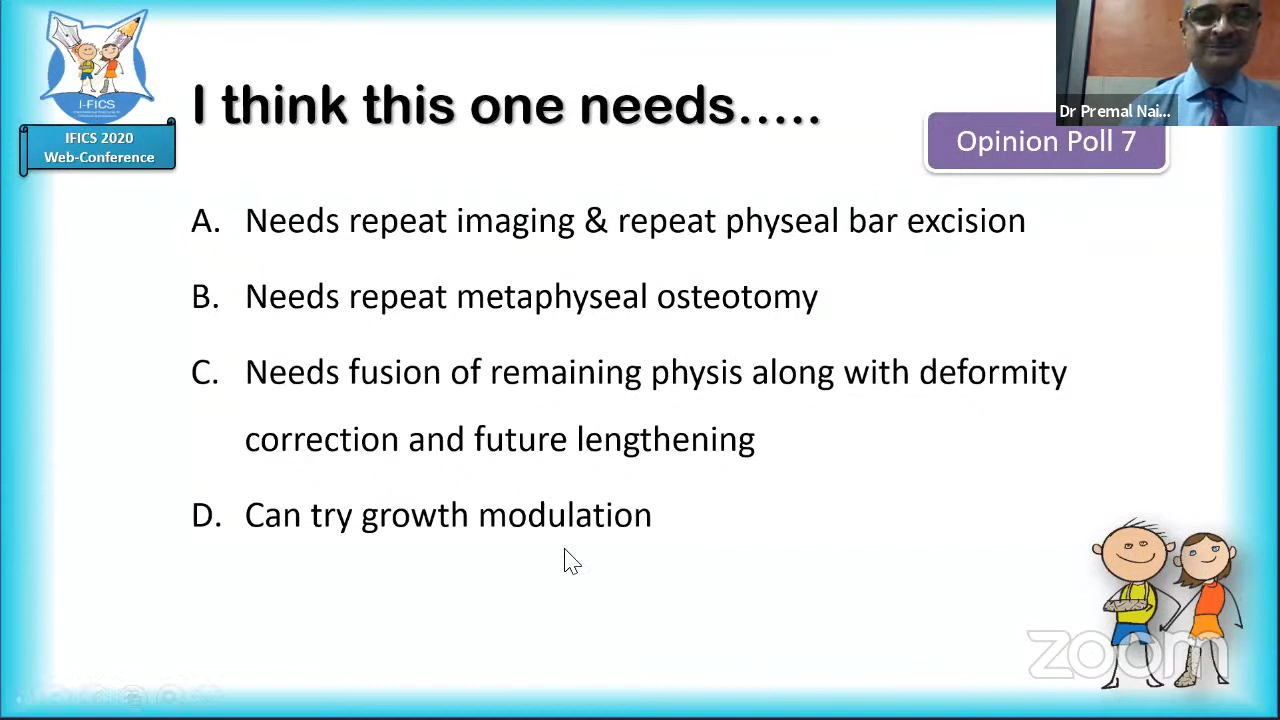 I-FICS
IFICS 2020
Web-Conference
I think this one needs.....
Dr Premal Nai...
Opinion Poll 7
A. Needs repeat imaging & repeat physeal bar excision
B. Needs repeat metaphyseal osteotomy
C. Needs fusion of remaining physis along with deformity
correction and future lengthening
D. Can try growth modulation
zoom